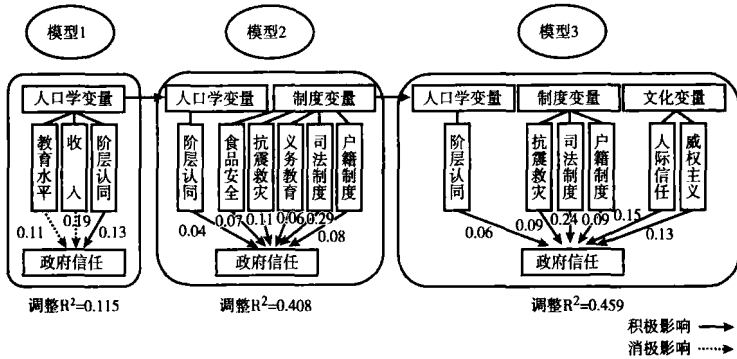 模型1
模型2
模型3
人口学变量
人口学变量
制度变量
人口学变量
制度变量
文化变量
教育水平
收入
阶层认同
阶层认同
食品安全
抗震救灾
义务教育
司法制度
户籍制度
阶层认同
抗震救灾
司法制度
户籍制度
人际信任
威权主义
0.11
0.19
0.13
0.04
0.07
0.11
0.06
0.29
0.08
0.06
0.09
0.24
0.09
0.15
0.13
政府信任
政府信任
政府信任
调整R²=0.115
调整R²=0.408
调整R²=0.459
积极影响
消极影响